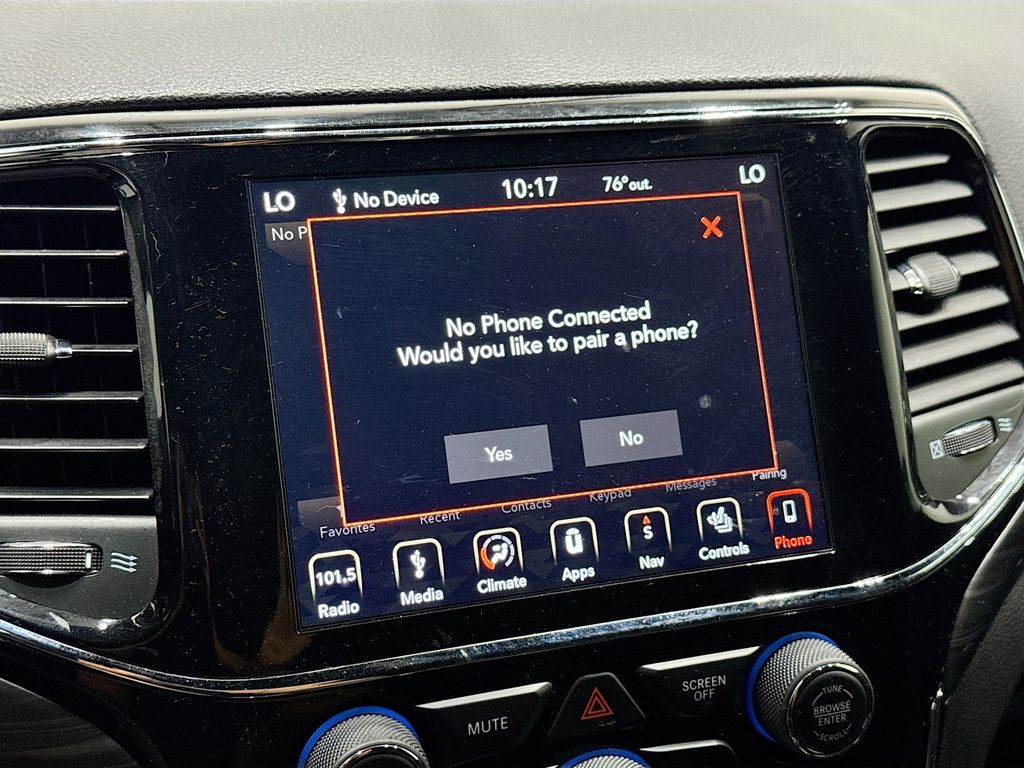 LO No Device 10:17 76°out. LO
No P
No Phone Connected
Would you like to pair a phone?
Yes No
Favorites Recent Contacts Keypad Messages Pairing
101.5 S
Radio Media Climate Apps Nav Controls Phone
MUTE
SCREEN
OFF
TUNE
BROWSE
ENTER
SCROLL